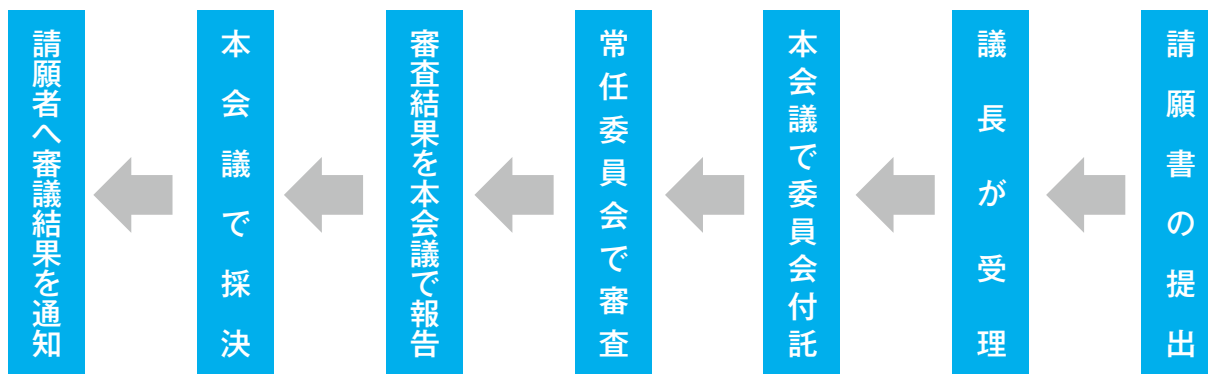 請願書の提出
議長が受理
本会議で委員会付託
常任委員会で審査
審査結果を本会議で報告
本会議で採決
請願者へ審議結果を通知